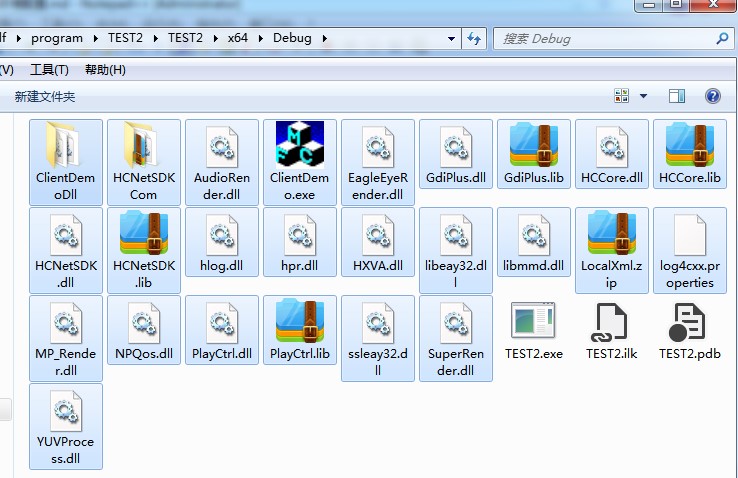 lf ▸ program ▸ TEST2 ▸ TEST2 ▸ x64 ▸ Debug ▸
搜索 Debug
(V) 工具(T) 帮助(H)
新建文件夹
ClientDemoDll
HCNetSDKCom
AudioRender.dll
ClientDemo.exe
EagleEyeRender.dll
GdiPlus.dll
GdiPlus.lib
HCCore.dll
HCCore.lib
HCNetSDK.dll
HCNetSDK.lib
hlog.dll
hpr.dll
HXVA.dll
libeay32.dll
libmmd.dll
LocalXml.zip
log4cxx.properties
MP_Render.dll
NPQos.dll
PlayCtrl.dll
PlayCtrl.lib
ssleay32.dll
SuperRender.dll
TEST2.exe
TEST2.ilk
TEST2.pdb
YUVProcess.dll